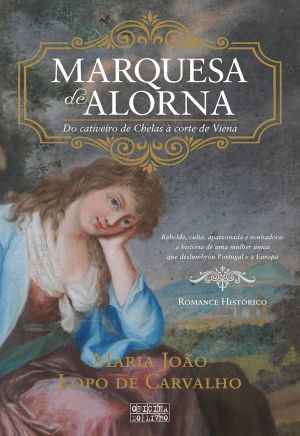 MARQUESA
de ALORNA
Do cativeiro de Chelas à corte de Viena
Rebelde, culta, apaixonada e sonhadora:
a história de uma mulher única
que deslumbrou Portugal e a Europa
ROMANCE HISTÓRICO
MARIA JOÃO
LOPO DE CARVALHO
OFICINA
DO LIVRO